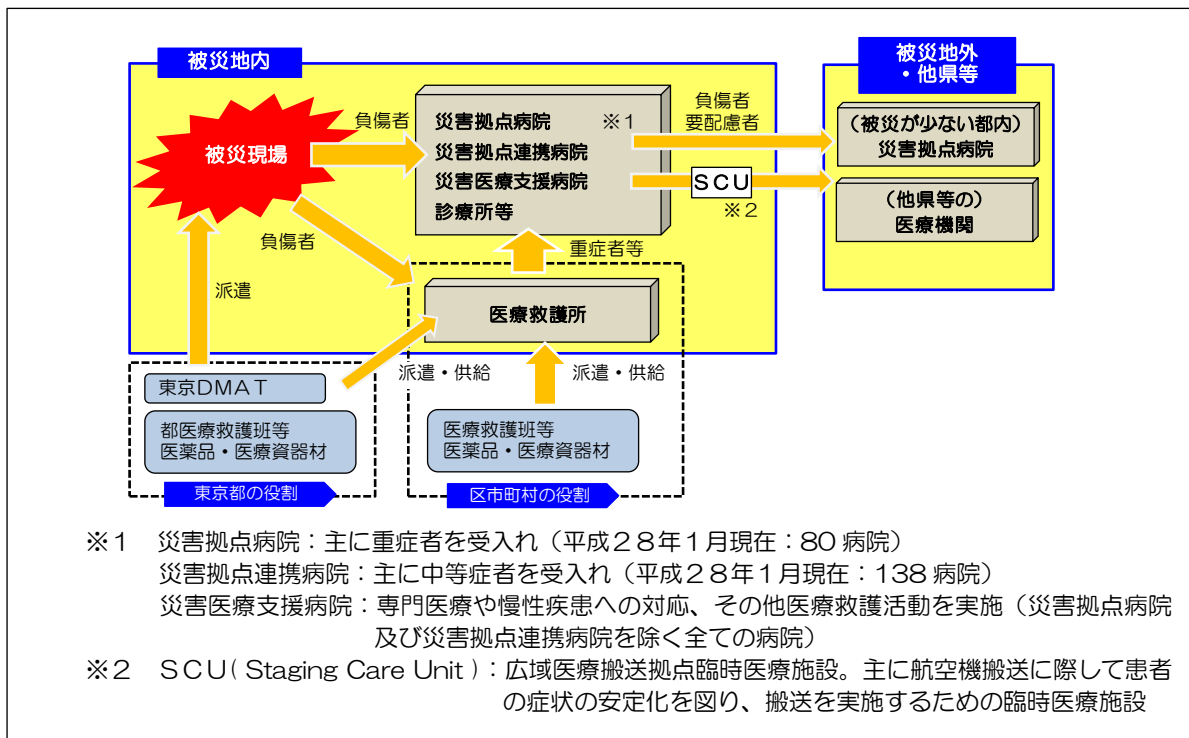 被災地内
被災地外
・他県等
被災現場
負傷者
災害拠点病院 ※1
災害拠点連携病院
災害医療支援病院
診療所等
負傷者
要配慮者
SCU
※2
(被災が少ない都内)
災害拠点病院
(他県等の)
医療機関
負傷者
重症者等
派遣
医療救護所
派遣・供給
派遣・供給
東京DMAT
都医療救護班等
医薬品・医療資器材
東京都の役割
医療救護班等
医薬品・医療資器材
区市町村の役割
※1 災害拠点病院:主に重症者を受入れ(平成28年1月現在:80 病院)
災害拠点連携病院:主に中等症者を受入れ(平成28年1月現在:138 病院)
災害医療支援病院:専門医療や慢性疾患への対応、その他医療救護活動を実施(災害拠点病院
及び災害拠点連携病院を除く全ての病院)
※2 SCU( Staging Care Unit ):広域医療搬送拠点臨時医療施設。主に航空機搬送に際して患者
の症状の安定化を図り、搬送を実施するための臨時医療施設